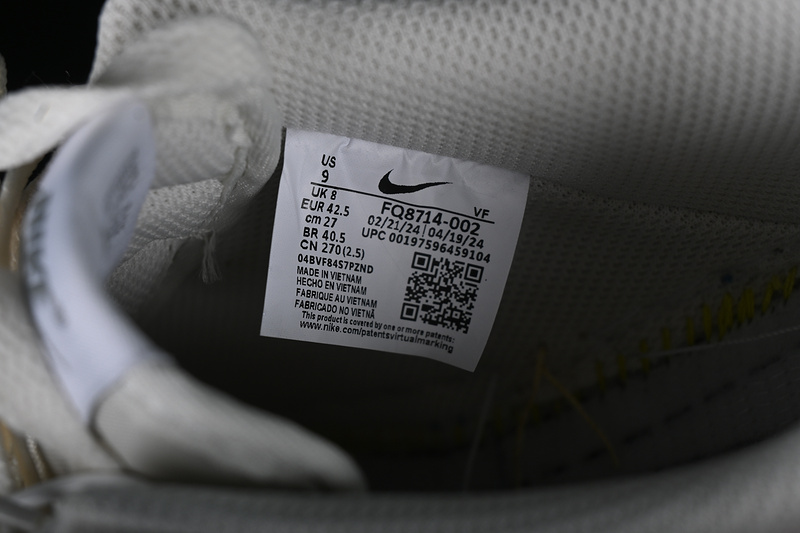 US
9
UK 8
EUR 42.5
cm 27
BR 40.5
CN 270 (2.5)
VF
FQ8714-002
02/21/24 04/19/24
UPC 00197596459104
04BVF84S7PZND
MADE IN VIETNAM
HECHO EN VIETNAM
FABRIQUE AU VIETNAM
FABRICADO NO VIETNÃ
This product is covered by one or more patents:
www.nike.com/patentsvirtualmarking